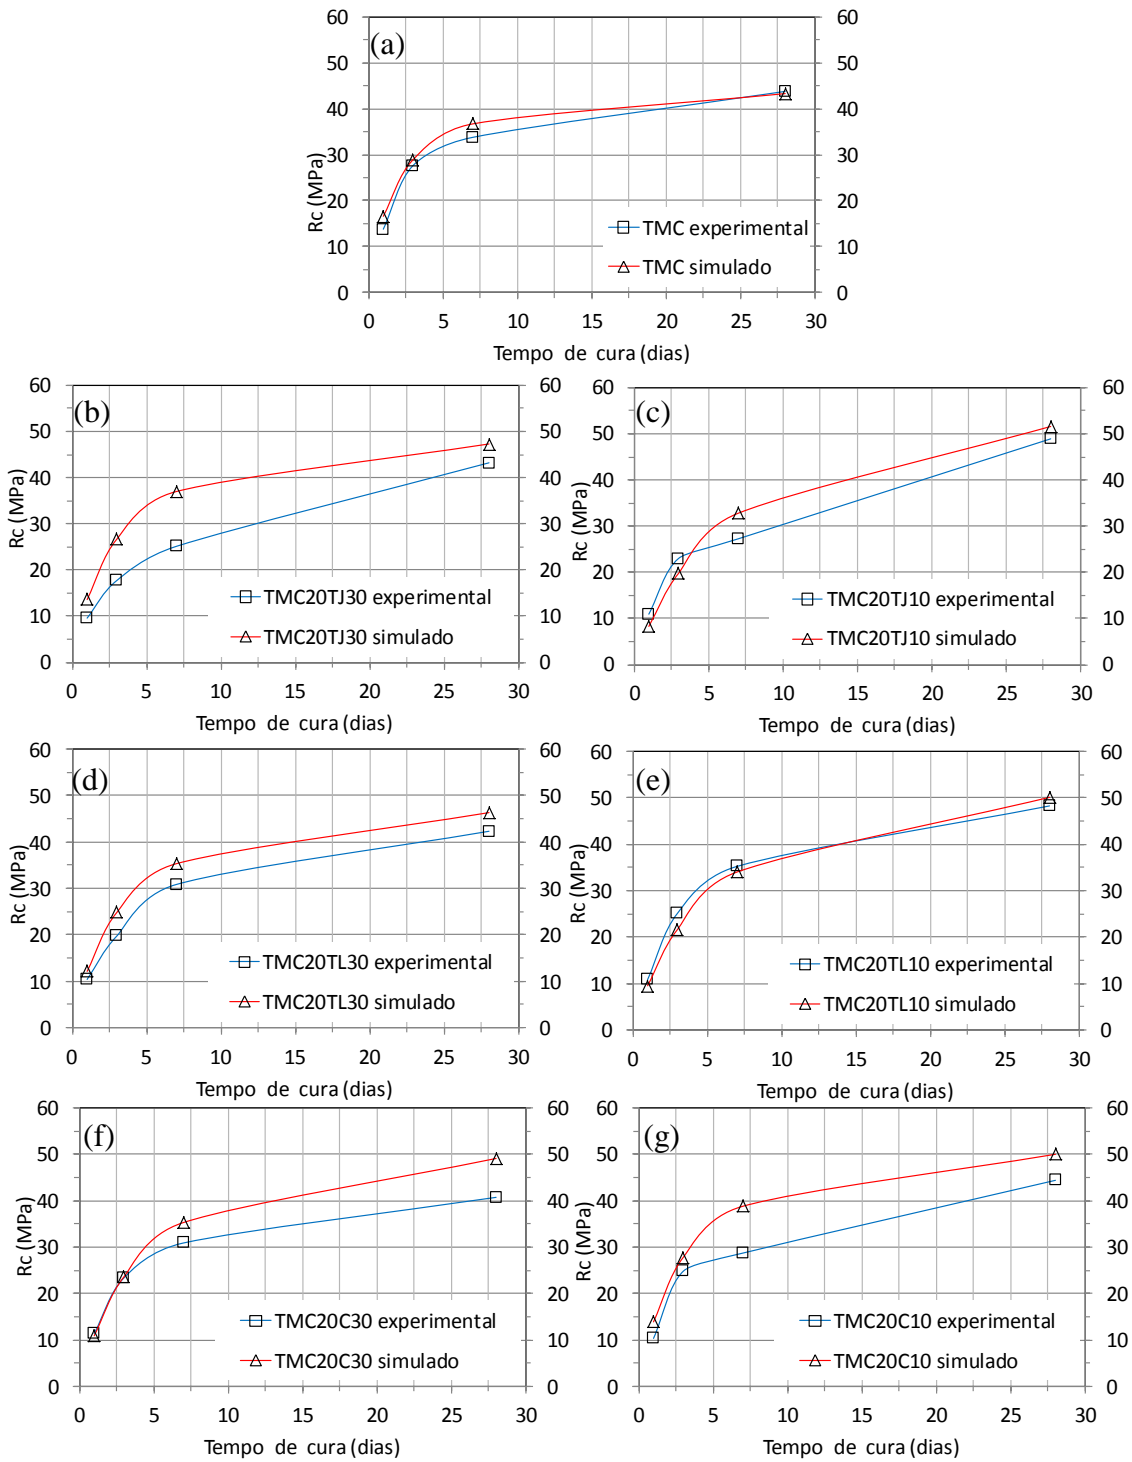 (a)
60
50
40
30
20
10
0
Rc (MPa)
60
50
40
30
20
10
0
TMC experimental
TMC simulado
0 5 10 15 20 25 30
Tempo de cura (dias)
(b)
60
50
40
30
20
10
0
Rc (MPa)
60
50
40
30
20
10
0
TMC20TJ30 experimental
TMC20TJ30 simulado
0 5 10 15 20 25 30
Tempo de cura (dias)
(c)
60
50
40
30
20
10
0
Rc (MPa)
60
50
40
30
20
10
0
TMC20TJ10 experimental
TMC20TJ10 simulado
0 5 10 15 20 25 30
Tempo de cura (dias)
(d)
60
50
40
30
20
10
0
Rc (MPa)
60
50
40
30
20
10
0
TMC20TL30 experimental
TMC20TL30 simulado
0 5 10 15 20 25 30
Tempo de cura (dias)
(e)
60
50
40
30
20
10
0
Rc (MPa)
60
50
40
30
20
10
0
TMC20TL10 experimental
TMC20TL10 simulado
0 5 10 15 20 25 30
Tempo de cura (dias)
(f)
60
50
40
30
20
10
0
Rc (MPa)
60
50
40
30
20
10
0
TMC20C30 experimental
TMC20C30 simulado
0 5 10 15 20 25 30
Tempo de cura (dias)
(g)
60
50
40
30
20
10
0
Rc (MPa)
60
50
40
30
20
10
0
TMC20C10 experimental
TMC20C10 simulado
0 5 10 15 20 25 30
Tempo de cura (dias)